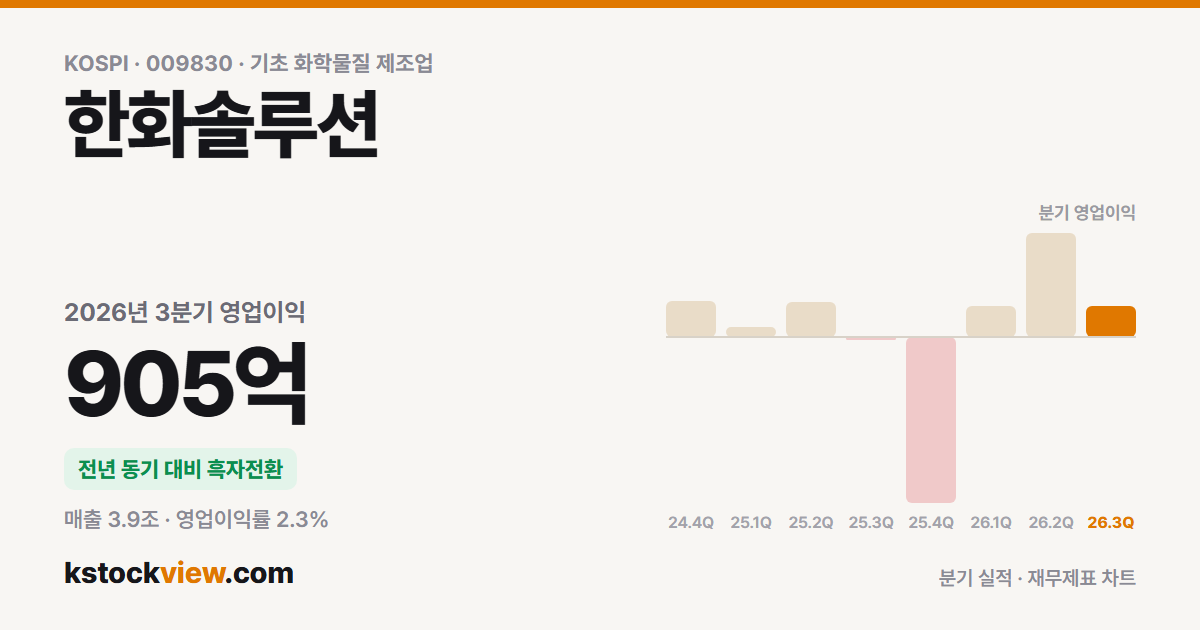 KOSPI · 009830 · 기초 화학물질 제조업
한화솔루션
분기 영업이익
2026년 3분기 영업이익
905억
전년 동기 대비 흑자전환
매출 3.9조 · 영업이익률 2.3%
24.4Q 25.1Q 25.2Q 25.3Q 25.4Q 26.1Q 26.2Q 26.3Q
kstockview.com
분기 실적 · 재무제표 차트